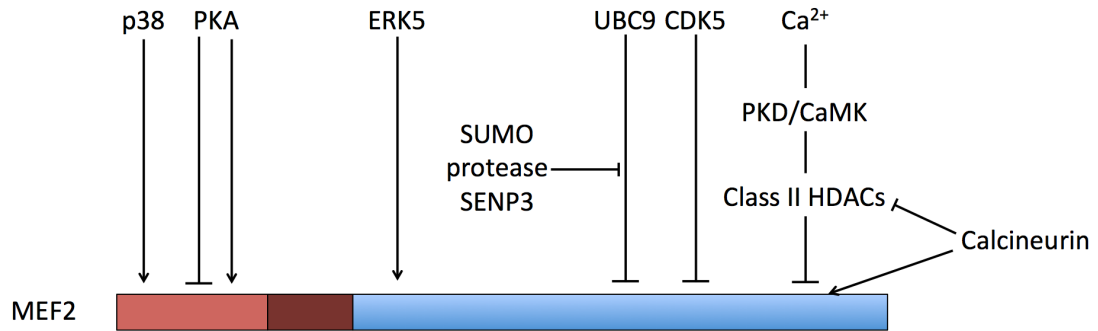 p38 PKA ERK5 UBC9 CDK5 Ca²⁺
PKD/CaMK
SUMO
protease
SENP3
Class II HDACs
Calcineurin
MEF2